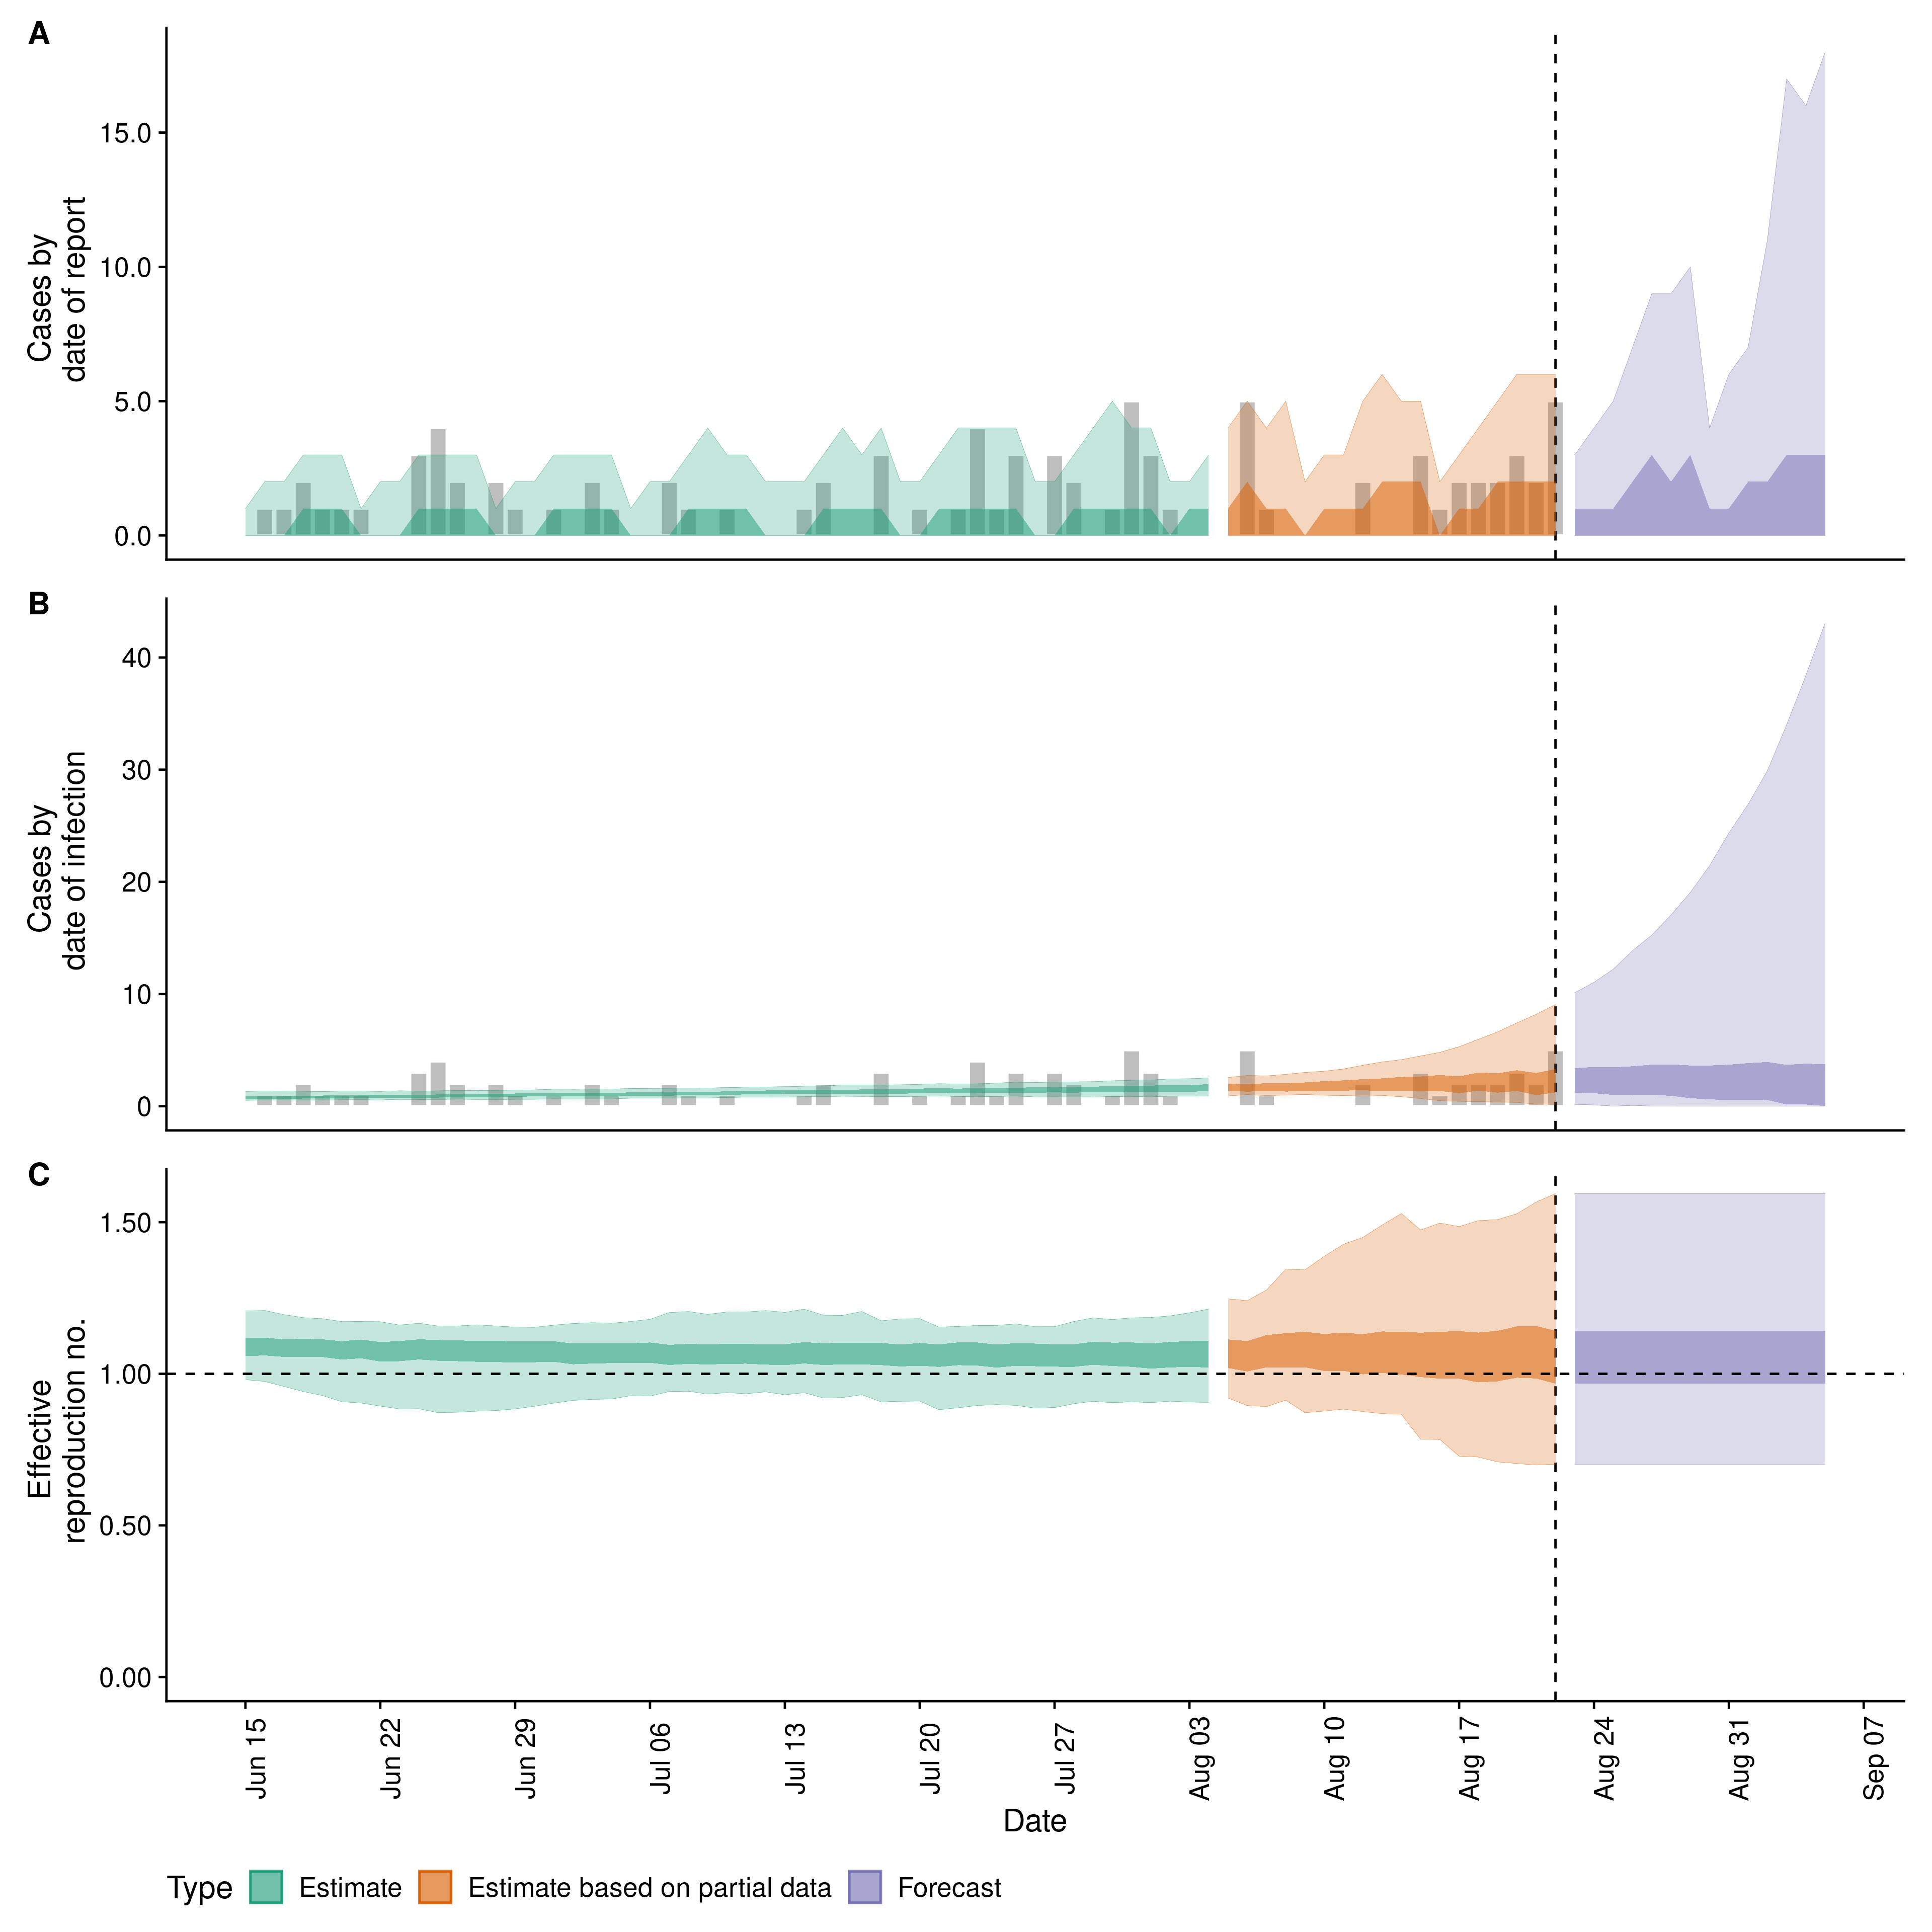 A
Cases by
date of report
15.0
10.0
5.0
0.0
B
Cases by
date of infection
40
30
20
10
0
C
Effective
reproduction no.
1.50
1.00
0.50
0.00
Jun 15
Jun 22
Jun 29
Jul 06
Jul 13
Jul 20
Jul 27
Aug 03
Aug 10
Aug 17
Aug 24
Aug 31
Sep 07
Date
Type
Estimate
Estimate based on partial data
Forecast